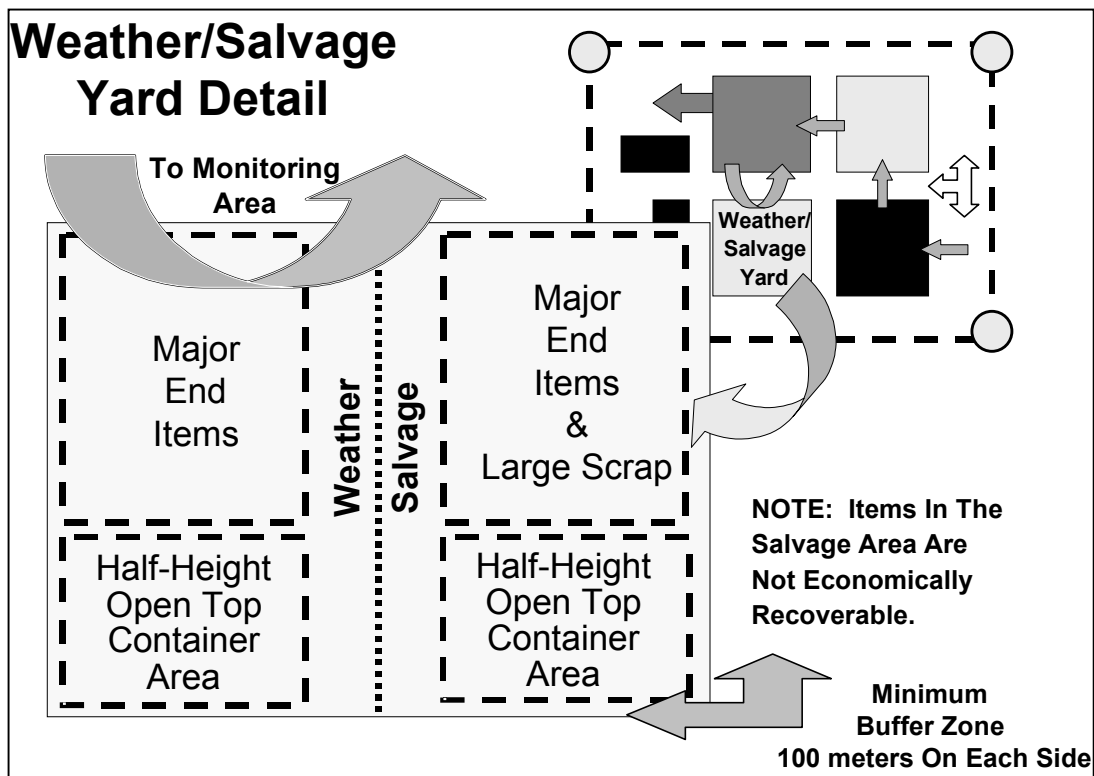 Weather/Salvage
Yard Detail
To Monitoring
Area
Weather/
Salvage
Yard
Major
End
Items
Weather
Salvage
Major
End
Items
&
Large Scrap
Half-Height
Open Top
Container
Area
Half-Height
Open Top
Container
Area
NOTE: Items In The
Salvage Area Are
Not Economically
Recoverable.
Minimum
Buffer Zone
100 meters On Each Side